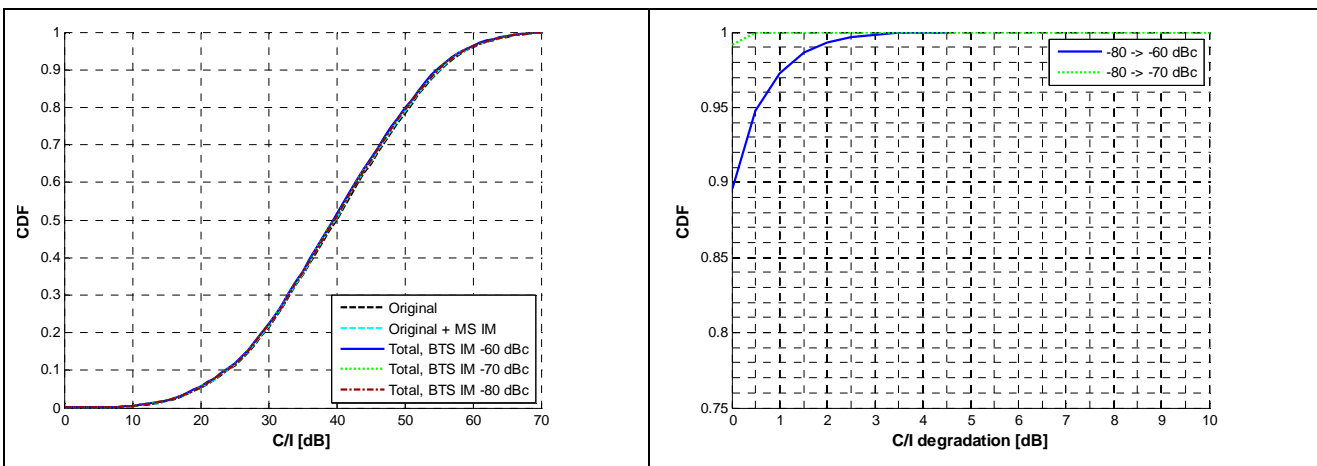 1
0.9
0.8
0.7
0.6
0.5
0.4
0.3
0.2
0.1
0
CDF
0 10 20 30 40 50 60 70
C/I [dB]
Original
Original + MS IM
Total, BTS IM -60 dBc
Total, BTS IM -70 dBc
Total, BTS IM -80 dBc
1
0.95
0.9
0.85
0.8
0.75
CDF
0 1 2 3 4 5 6 7 8 9 10
C/I degradation [dB]
-80 -> -60 dBc
-80 -> -70 dBc